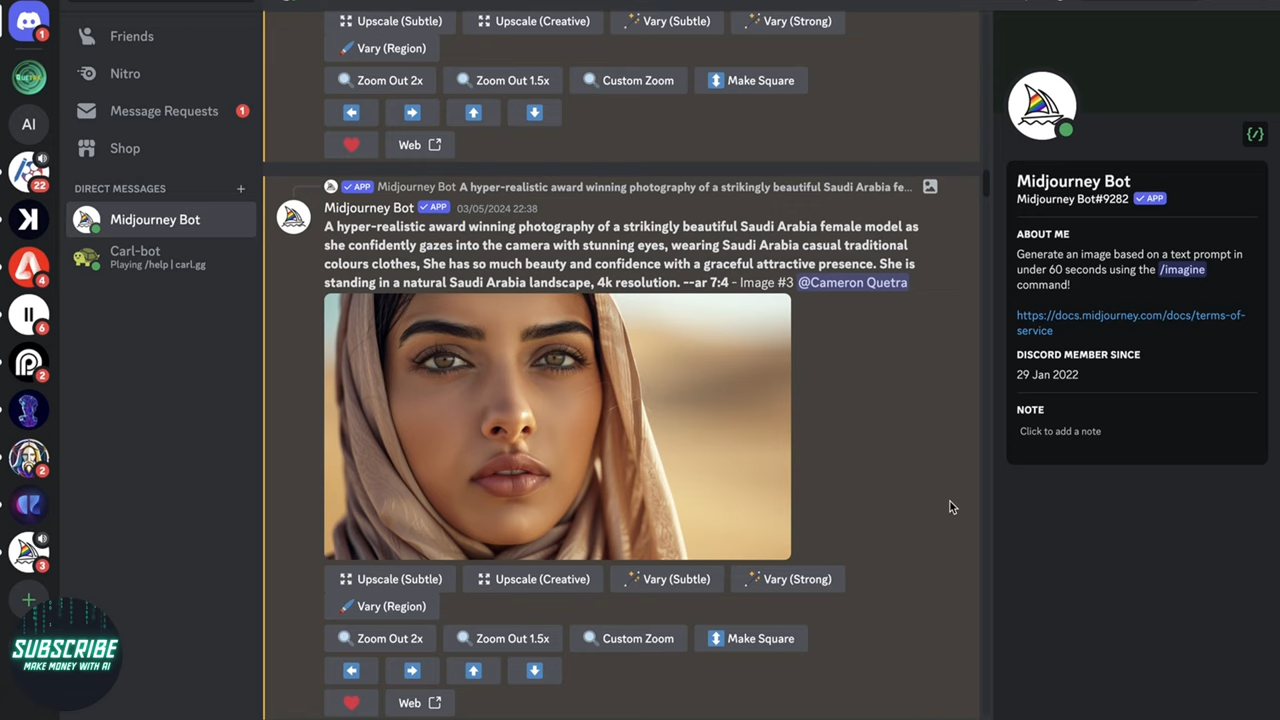 1
Friends
Nitro
Message Requests 1
Shop
DIRECT MESSAGES +
Midjourney Bot
Carl-bot
Playing /help | carl.gg
AI
22
4
6
2
2
3
SUBSCRIBE
MAKE MONEY WITH AI
Upscale (Subtle) Upscale (Creative) Vary (Subtle) Vary (Strong)
Vary (Region)
Zoom Out 2x Zoom Out 1.5x Custom Zoom Make Square
Web
APP Midjourney Bot A hyper-realistic award winning photography of a strikingly beautiful Saudi Arabia fe...
Midjourney Bot APP 03/05/2024 22:38
A hyper-realistic award winning photography of a strikingly beautiful Saudi Arabia female model as
she confidently gazes into the camera with stunning eyes, wearing Saudi Arabia casual traditional
colours clothes, She has so much beauty and confidence with a graceful attractive presence. She is
standing in a natural Saudi Arabia landscape, 4k resolution. --ar 7:4 - Image #3 @Cameron Quetra
Upscale (Subtle) Upscale (Creative) Vary (Subtle) Vary (Strong)
Vary (Region)
Zoom Out 2x Zoom Out 1.5x Custom Zoom Make Square
Web
{/}
Midjourney Bot
Midjourney Bot#9282 APP
ABOUT ME
Generate an image based on a text prompt in
under 60 seconds using the /imagine
command!
https://docs.midjourney.com/docs/terms-of-
service
DISCORD MEMBER SINCE
29 Jan 2022
NOTE
Click to add a note